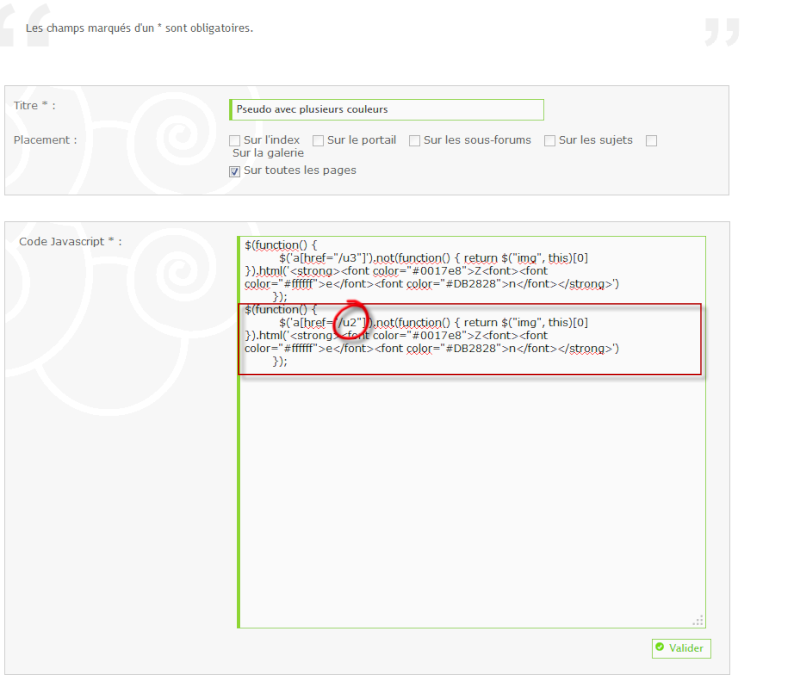 Les champs marqués d'un * sont obligatoires.
Titre * :
Pseudo avec plusieurs couleurs
Placement :
Sur l'index Sur le portail Sur les sous-forums Sur les sujets
Sur la galerie
Sur toutes les pages
Code Javascript * :
$(function() {
$('a[href="/u3"]').not(function() { return $("img", this)[0]
}).html('<strong><font color="#0017e8">Z<font><font
color="#ffffff">e</font><font color="#DB2828">n</font></strong>')
});
$(function() {
$('a[href="/u2"]').not(function() { return $("img", this)[0]
}).html('<strong><font color="#0017e8">Z<font><font
color="#ffffff">e</font><font color="#DB2828">n</font></strong>')
});
Valider